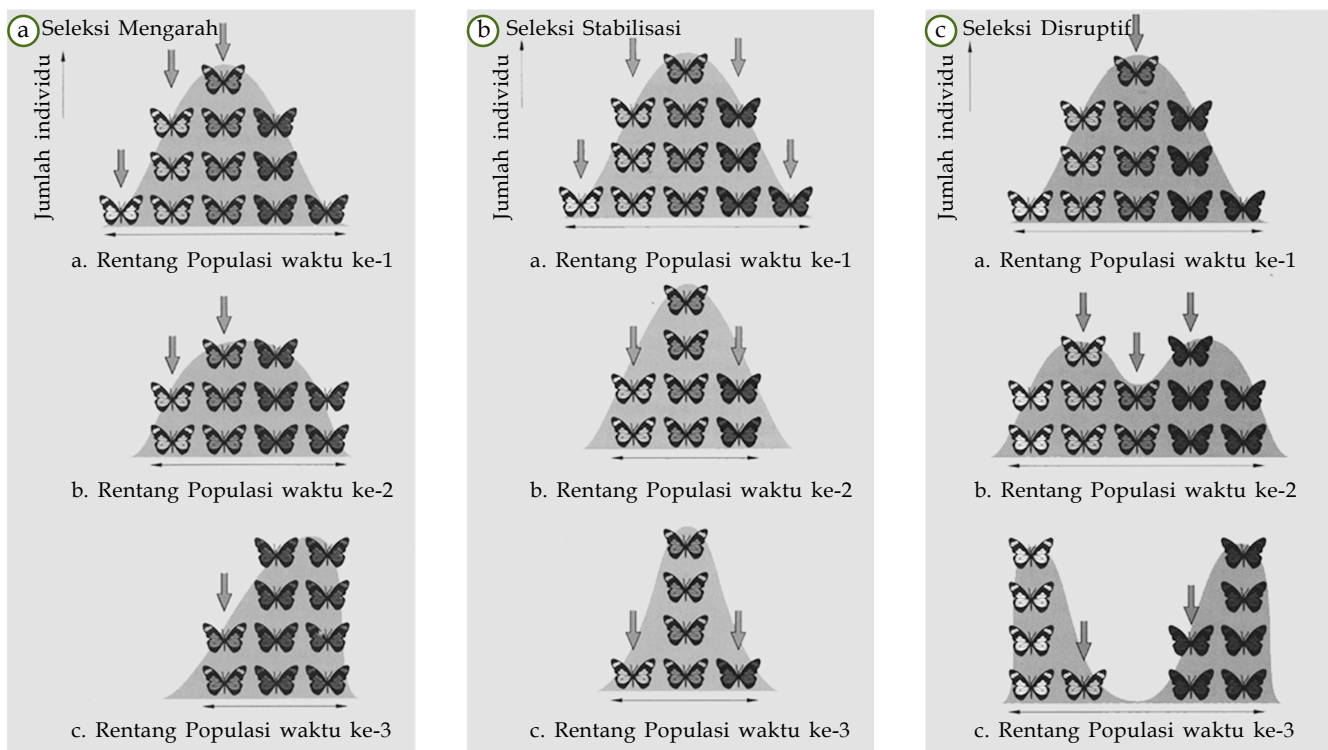 a Seleksi Mengarah
Jumlah individu
a. Rentang Populasi waktu ke-1
b. Rentang Populasi waktu ke-2
c. Rentang Populasi waktu ke-3
b Seleksi Stabilisasi
Jumlah individu
a. Rentang Populasi waktu ke-1
b. Rentang Populasi waktu ke-2
c. Rentang Populasi waktu ke-3
c Seleksi Disruptif
Jumlah individu
a. Rentang Populasi waktu ke-1
b. Rentang Populasi waktu ke-2
c. Rentang Populasi waktu ke-3